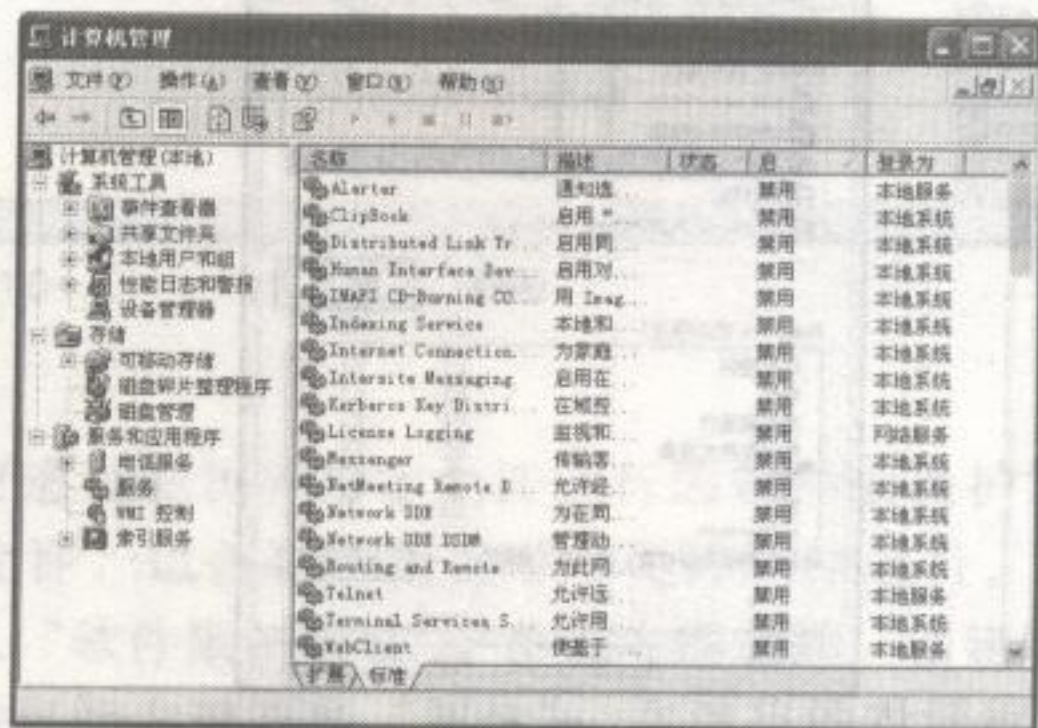 计算机管理
文件(F) 操作(A) 查看(V) 窗口(W) 帮助(H)
计算机管理(本地)
系统工具
事件查看器
共享文件夹
本地用户和组
性能日志和警报
设备管理器
存储
可移动存储
磁盘碎片整理程序
磁盘管理
服务和应用程序
增值服务
服务
WMI 控制
索引服务
名称 描述 状态 启 登录为
Alerter 通知选... 禁用 本地服务
ClipBook 启用“... 禁用 本地系统
Distributed Link Tr... 启用同... 禁用 本地系统
Human Interface Dev... 启用对... 禁用 本地系统
IMAPI CD-Burning CO... 用 Imag... 禁用 本地系统
Indexing Service 本地和... 禁用 本地系统
Internet Connection... 为家庭... 禁用 本地系统
Intersite Messaging 启用在... 禁用 本地系统
Kerberos Key Distri... 在域控... 禁用 本地系统
License Logging 监视和... 禁用 网络服务
Messenger 传输客... 禁用 本地系统
NetMeeting Remote D... 允许经... 禁用 本地系统
Network DDE 为在同... 禁用 本地系统
Network DDE DSDM 管理动... 禁用 本地系统
Routing and Remote ... 为此网... 禁用 本地系统
Telnet 允许远... 禁用 本地服务
Terminal Services S... 允许用... 禁用 本地系统
WebClient 使基于... 禁用 本地服务
扩展 标准